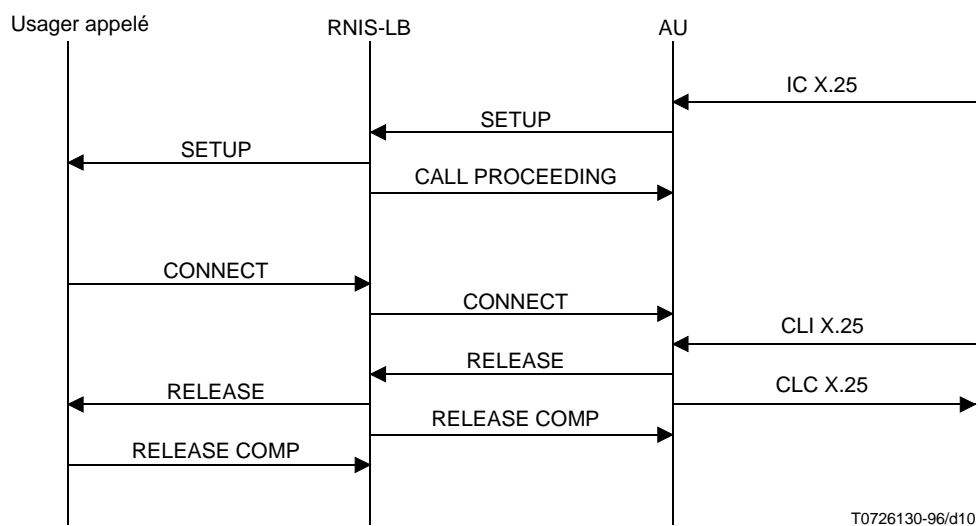 Usager appelé
RNIS-LB
AU
IC X.25
SETUP
SETUP
CALL PROCEEDING
CONNECT
CONNECT
CLI X.25
RELEASE
RELEASE
CLC X.25
RELEASE COMP
RELEASE COMP
T0726130-96/d10